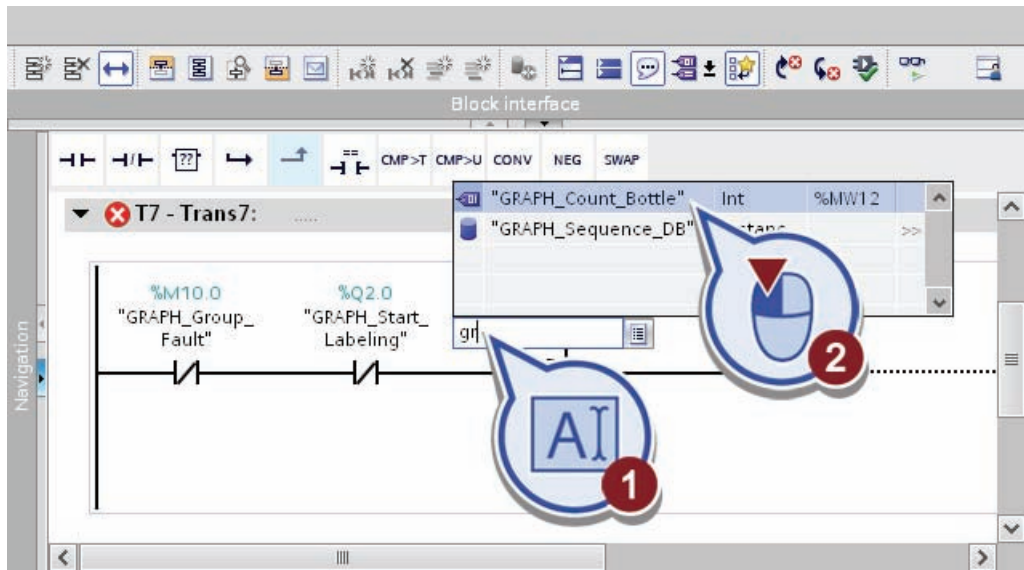 Block interface
CMP>T CMP>U CONV NEG SWAP
"GRAPH_Count_Bottle" Int %MW12
"GRAPH_Sequence_DB" >>
T7 - Trans7: .....
%M10.0
"GRAPH_Group_
Fault"
%Q2.0
"GRAPH_Start_
Labeling"
gr
Navigation
A
1
2